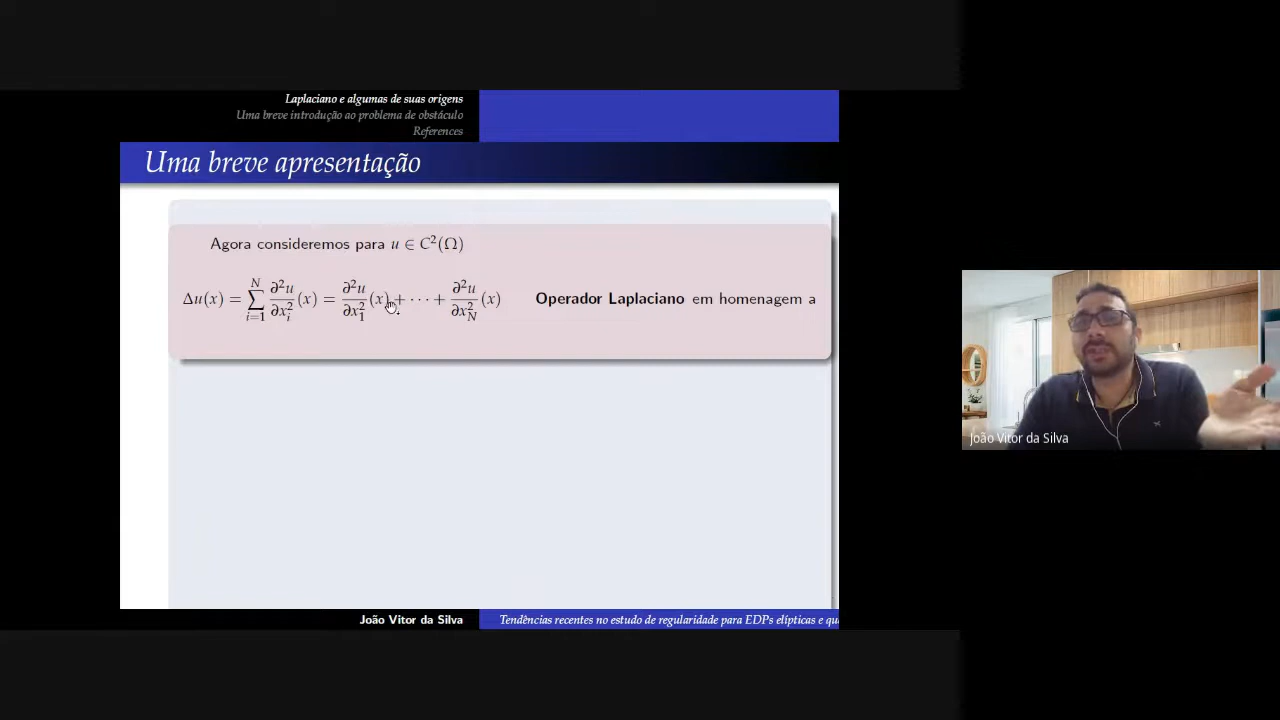 Laplaciano e algumas de suas origens
Uma breve introdução ao problema de obstáculo
References
Uma breve apresentação
Agora consideremos para u ∈ C²(Ω)
Δu(x) = ∑_{i=1}^{N} ∂²u/∂x_i² (x) = ∂²u/∂x_1² (x) + ··· + ∂²u/∂x_N² (x) Operador Laplaciano em homenagem a
João Vitor da Silva
João Vitor da Silva
Tendências recentes no estudo de regularidade para EDPs elípticas e qu